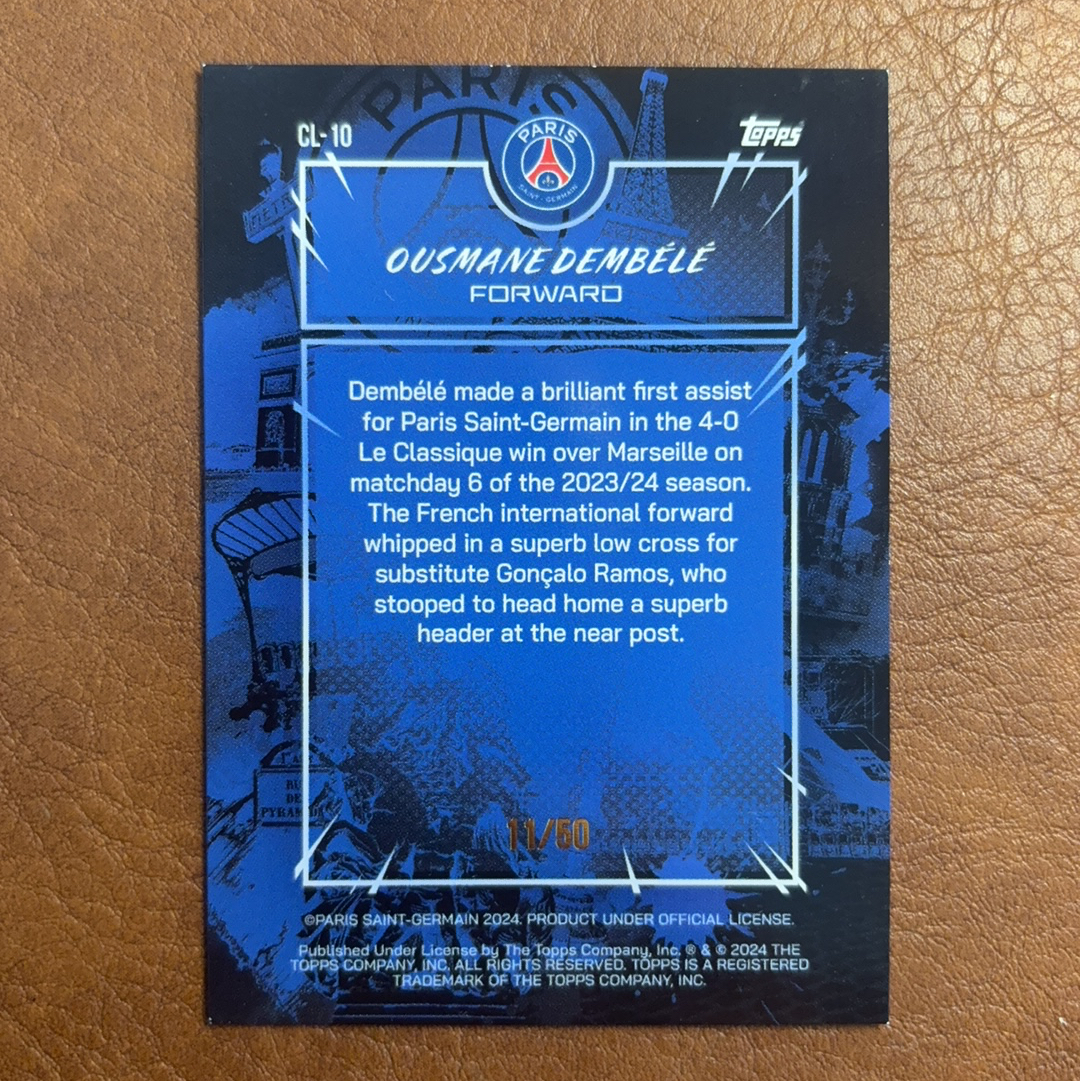 PARIS
CL-10
PARIS
SAINT-GERMAIN
Topps
METRO
OUSMANE DEMBÉLÉ
FORWARD
Dembélé made a brilliant first assist
for Paris Saint-Germain in the 4-0
Le Classique win over Marseille on
matchday 6 of the 2023/24 season.
The French international forward
whipped in a superb low cross for
substitute Gonçalo Ramos, who
stooped to head home a superb
header at the near post.
11/50
©PARIS SAINT-GERMAIN 2024. PRODUCT UNDER OFFICIAL LICENSE.
Published Under License by The Topps Company, Inc. ® & © 2024 THE
TOPPS COMPANY, INC. ALL RIGHTS RESERVED. TOPPS IS A REGISTERED
TRADEMARK OF THE TOPPS COMPANY, INC.